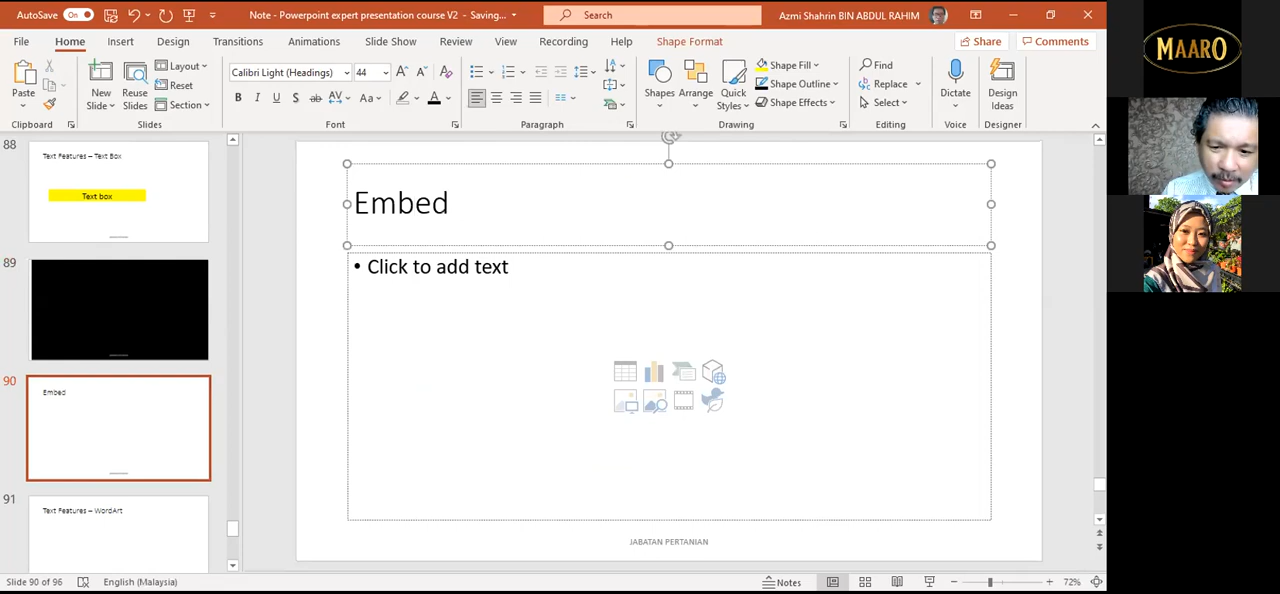 AutoSave On
Note - Powerpoint expert presentation course V2 - Saving...
Search
Azmi Shahrin BIN ABDUL RAHIM
File Home Insert Design Transitions Animations Slide Show Review View Recording Help Shape Format
Share Comments
Paste
New Slide
Reuse Slides
Layout
Reset
Section
Calibri Light (Headings) 44
B I U S ab AV Aa A
Shapes Arrange Quick Styles
Shape Fill
Shape Outline
Shape Effects
Find
Replace
Select
Dictate
Design Ideas
Clipboard Slides Font Paragraph Drawing Editing Voice Designer
88
Text Features – Text Box
Text box
89
90
Embed
91
Text Features – WordArt
Embed
• Click to add text
JABATAN PERTANIAN
Slide 90 of 96 English (Malaysia) Notes 72%
MAARO